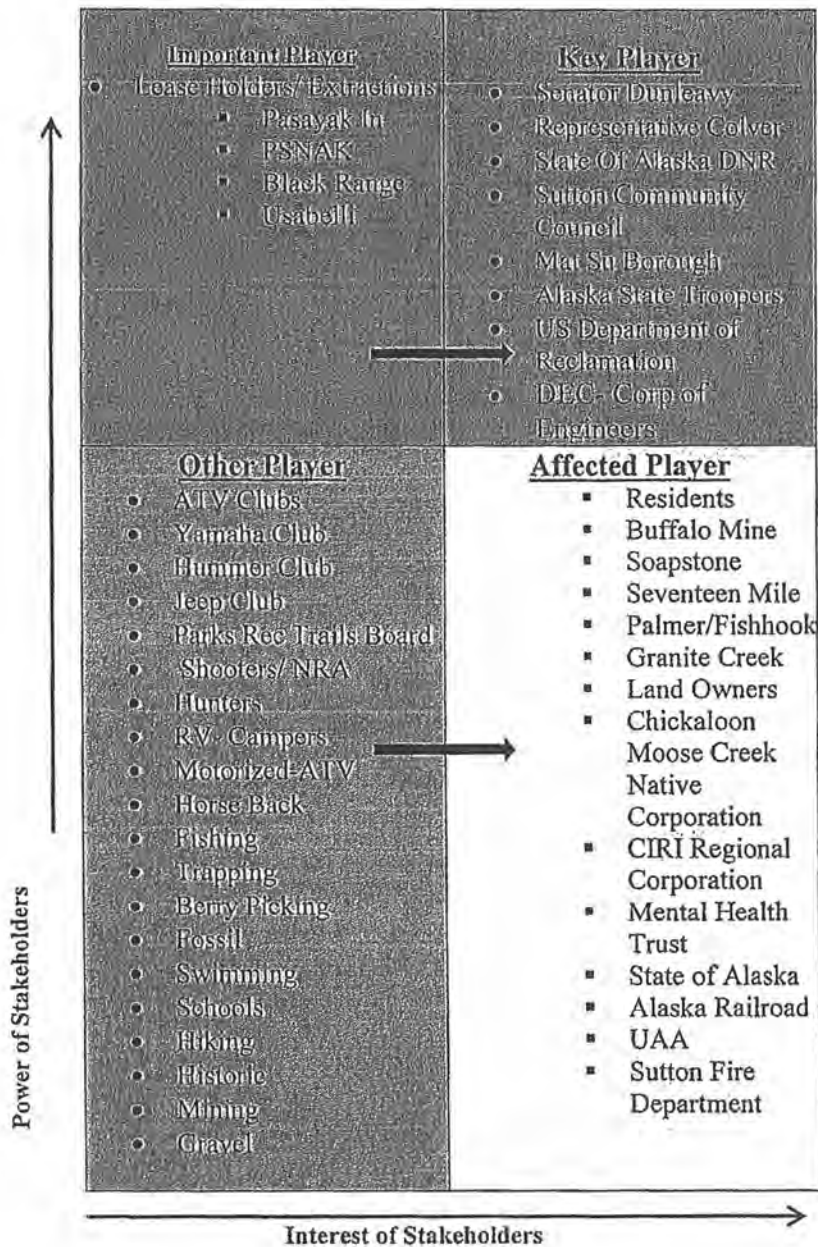 Important Player
Lease Holders/ Extractions
Pasayak In
PSNAK
Black Range
Usabelli
Key Player
Senator Dunleavy
Representative Colver
State Of Alaska DNR
Sutton Community
Council
Mat Su Borough
Alaska State Troopers
US Department of
Reclamation
DEC- Corp of
Engineers
Other Player
ATV Clubs
Yamaha Club
Hummer Club
Jeep Club
Parks Rec Trails Board
Shooters/ NRA
Hunters
RV- Campers
Motorized-ATV
Horse Back
Fishing
Trapping
Berry Picking
Fossil
Swimming
Schools
Hiking
Historic
Mining
Gravel
Affected Player
Residents
Buffalo Mine
Soapstone
Seventeen Mile
Palmer/Fishhook
Granite Creek
Land Owners
Chickaloon
Moose Creek
Native
Corporation
CIRI Regional
Corporation
Mental Health
Trust
State of Alaska
Alaska Railroad
UAA
Sutton Fire
Department
Power of Stakeholders
Interest of Stakeholders